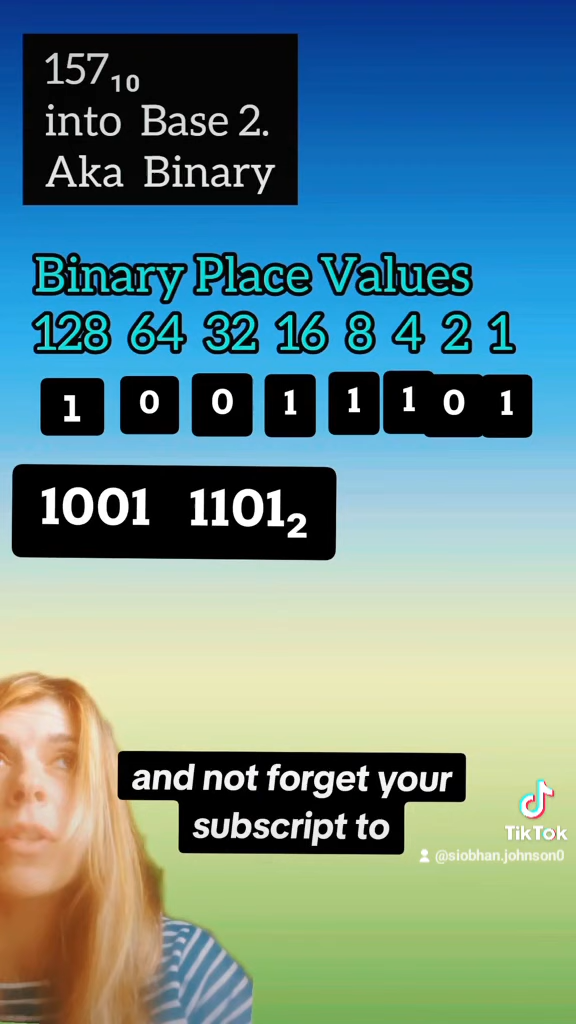 157₁₀
into Base 2.
Aka Binary
Binary Place Values
128 64 32 16 8 4 2 1
1 0 0 1 1 1 0 1
1001 1101₂
and not forget your
subscript to
TikTok
@siobhan.johnson0